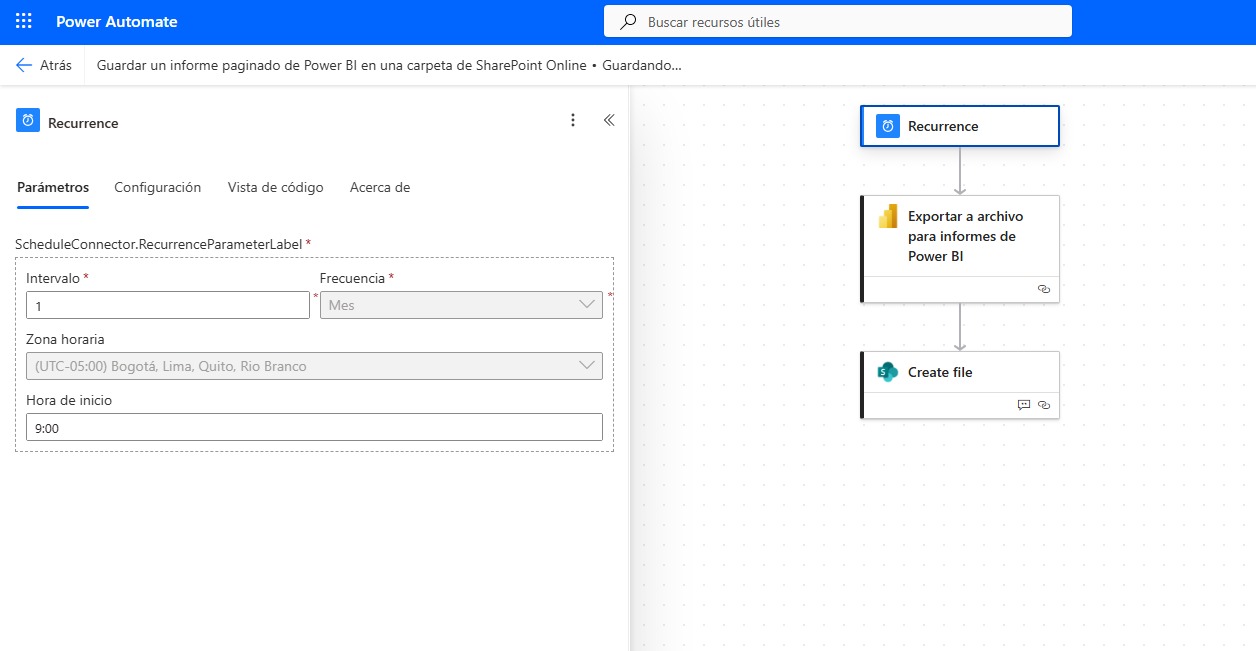 Power Automate
Buscar recursos útiles
Atrás
Guardar un informe paginado de Power BI en una carpeta de SharePoint Online • Guardando...
Recurrence
Parámetros
Configuración
Vista de código
Acerca de
ScheduleConnector.RecurrenceParameterLabel *
Intervalo *
Frecuencia *
1
*
Mes
*
Zona horaria
(UTC-05:00) Bogotá, Lima, Quito, Rio Branco
Hora de inicio
9:00
Recurrence
Exportar a archivo
para informes de
Power BI
S
Create file